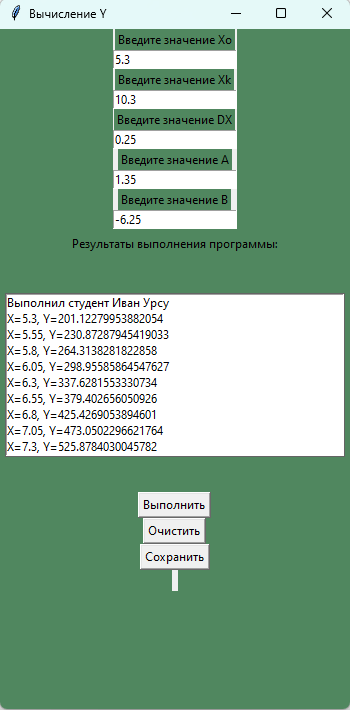 Вычисление Y
Введите значение Xo
5.3
Введите значение Xk
10.3
Введите значение DX
0.25
Введите значение A
1.35
Введите значение B
-6.25
Результаты выполнения программы:
Выполнил студент Иван Урсу
X=5.3, Y=201.12279953882054
X=5.55, Y=230.87287945419033
X=5.8, Y=264.3138281822858
X=6.05, Y=298.95585864547627
X=6.3, Y=337.6281553330734
X=6.55, Y=379.402656050926
X=6.8, Y=425.4269053894601
X=7.05, Y=473.0502296621764
X=7.3, Y=525.8784030045782
Выполнить
Очистить
Сохранить